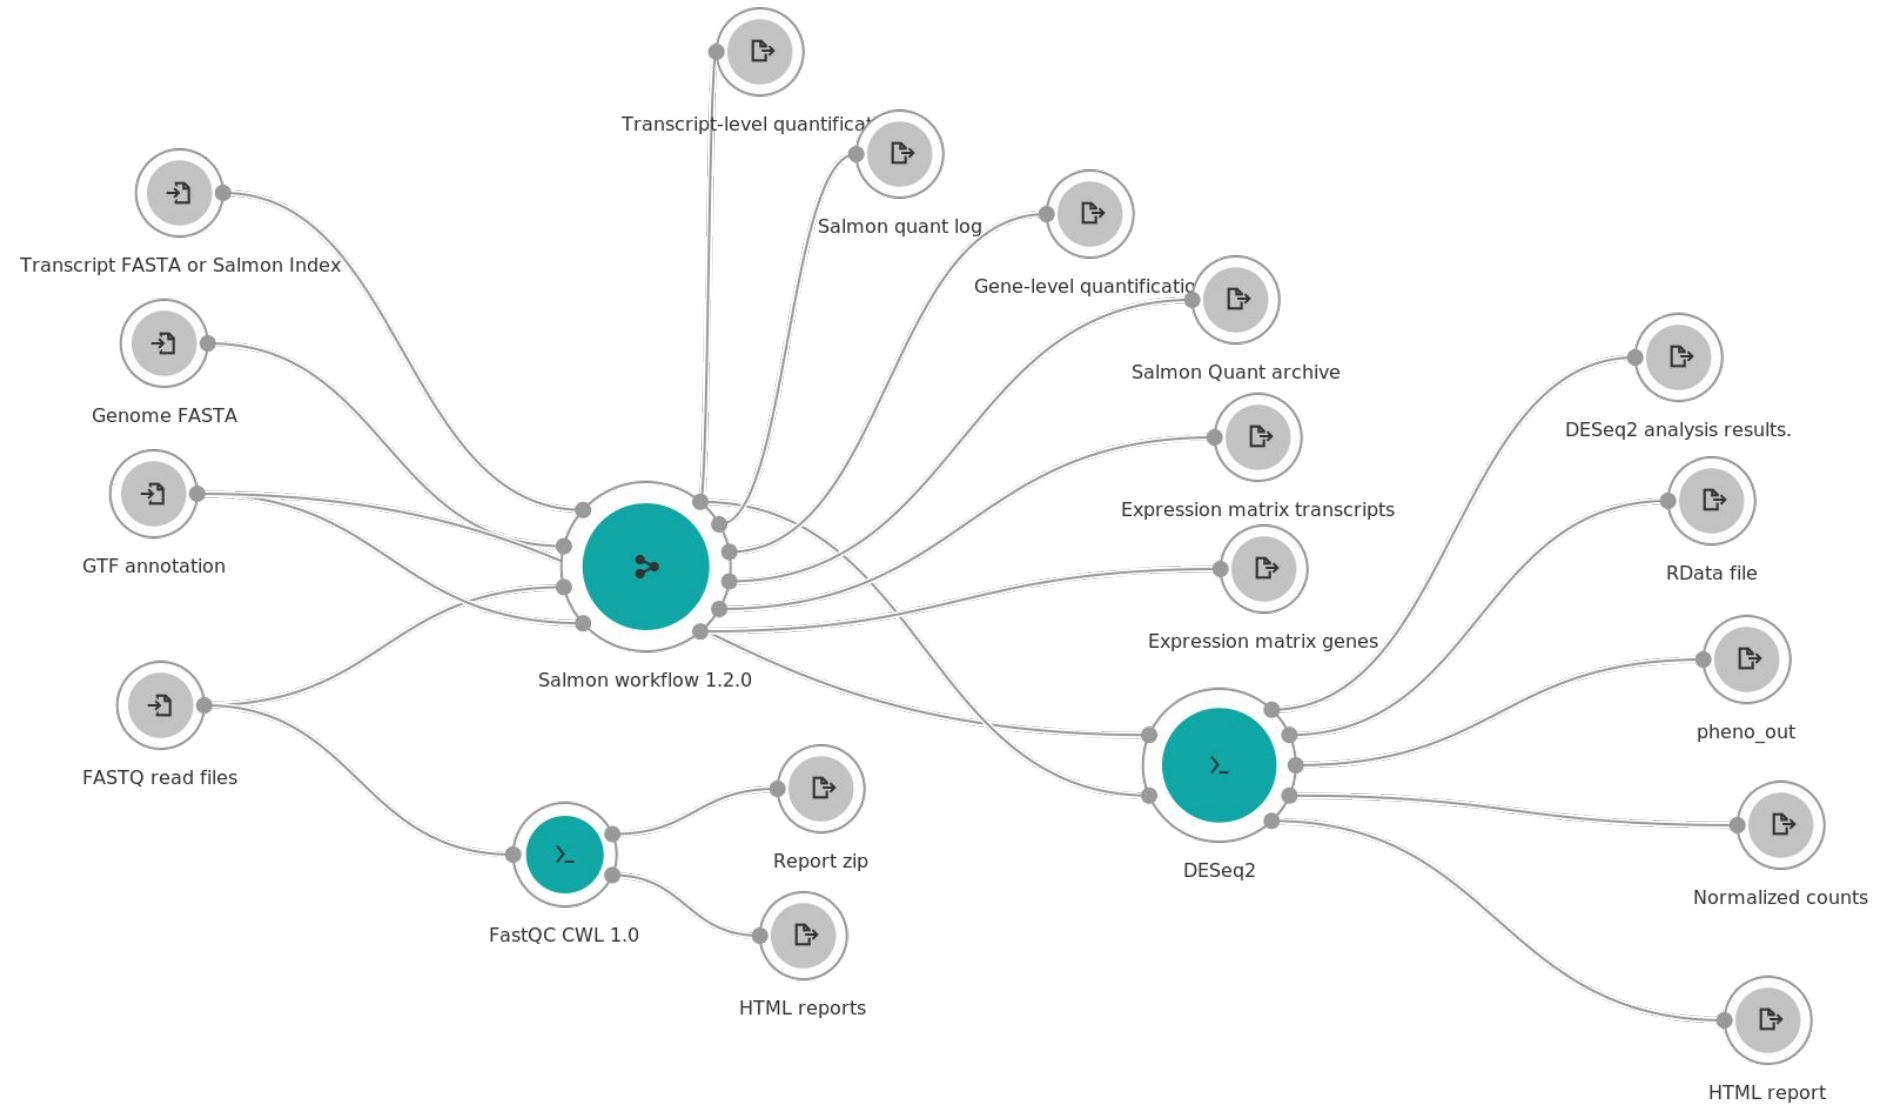 Transcript-level quantificat
Salmon quant log
Transcript FASTA or Salmon Index
Gene-level quantificatio
Salmon Quant archive
Genome FASTA
DESeq2 analysis results.
Expression matrix transcripts
GTF annotation
RData file
Expression matrix genes
Salmon workflow 1.2.0
pheno_out
FASTQ read files
Report zip
DESeq2
Normalized counts
FastQC CWL 1.0
HTML reports
HTML report